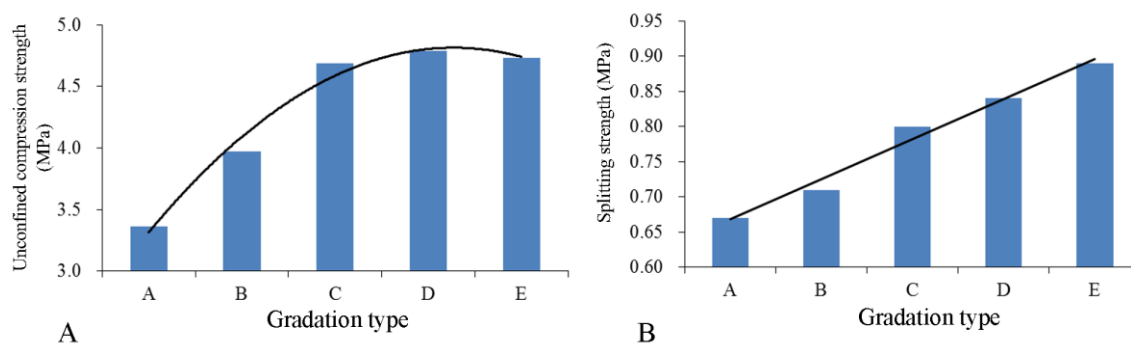 Unconfined compression strength
(MPa)
5.0
4.5
4.0
3.5
3.0
A
B
C
D
E
Gradation type
A
Splitting strength (MPa)
0.95
0.90
0.85
0.80
0.75
0.70
0.65
0.60
A
B
C
D
E
Gradation type
B